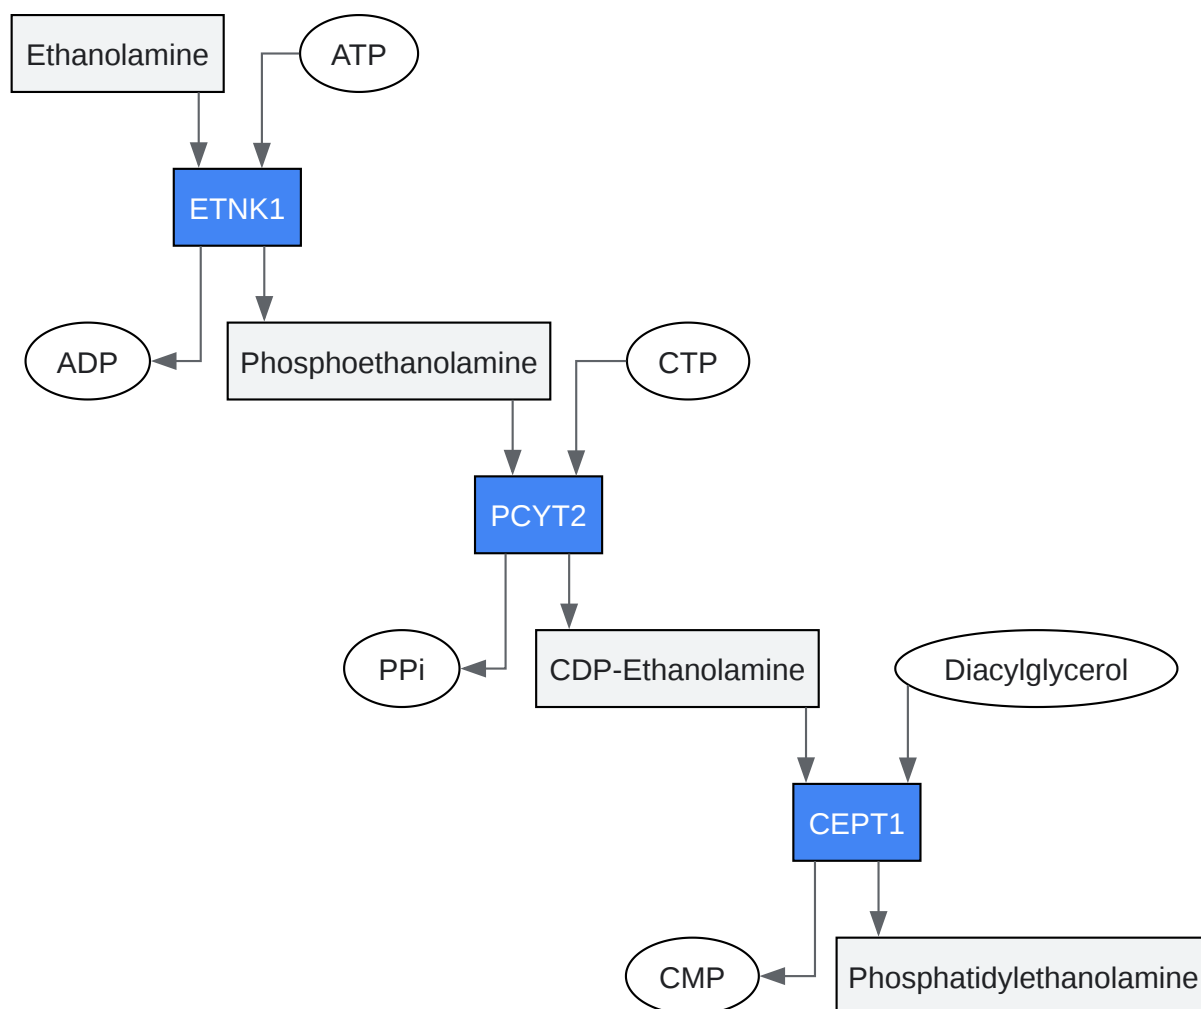 Ethanolamine
ATP
ETNK1
ADP
Phosphoethanolamine
CTP
PCYT2
PPi
CDP-Ethanolamine
Diacylglycerol
CEPT1
CMP
Phosphatidylethanolamine